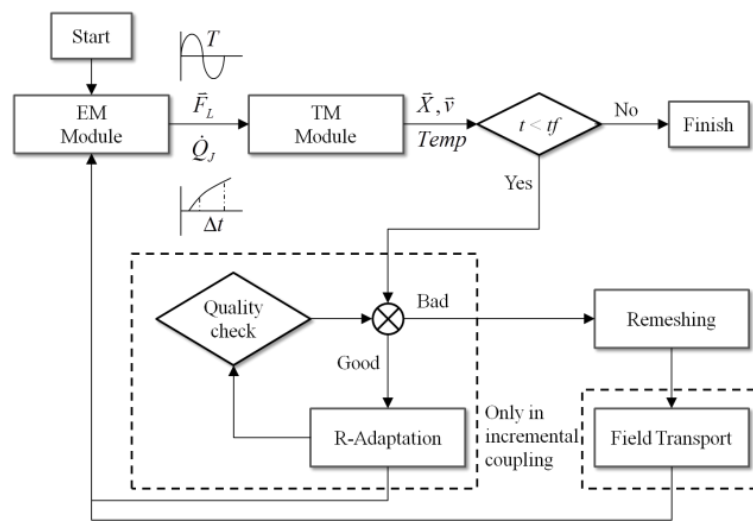 Start
T
EM
Module
F⃗_L
Q̇_J
Δt
TM
Module
X⃗, v⃗
Temp
t < tf
No
Finish
Yes
Quality
check
Bad
Good
Remeshing
R-Adaptation
Only in
incremental
coupling
Field Transport